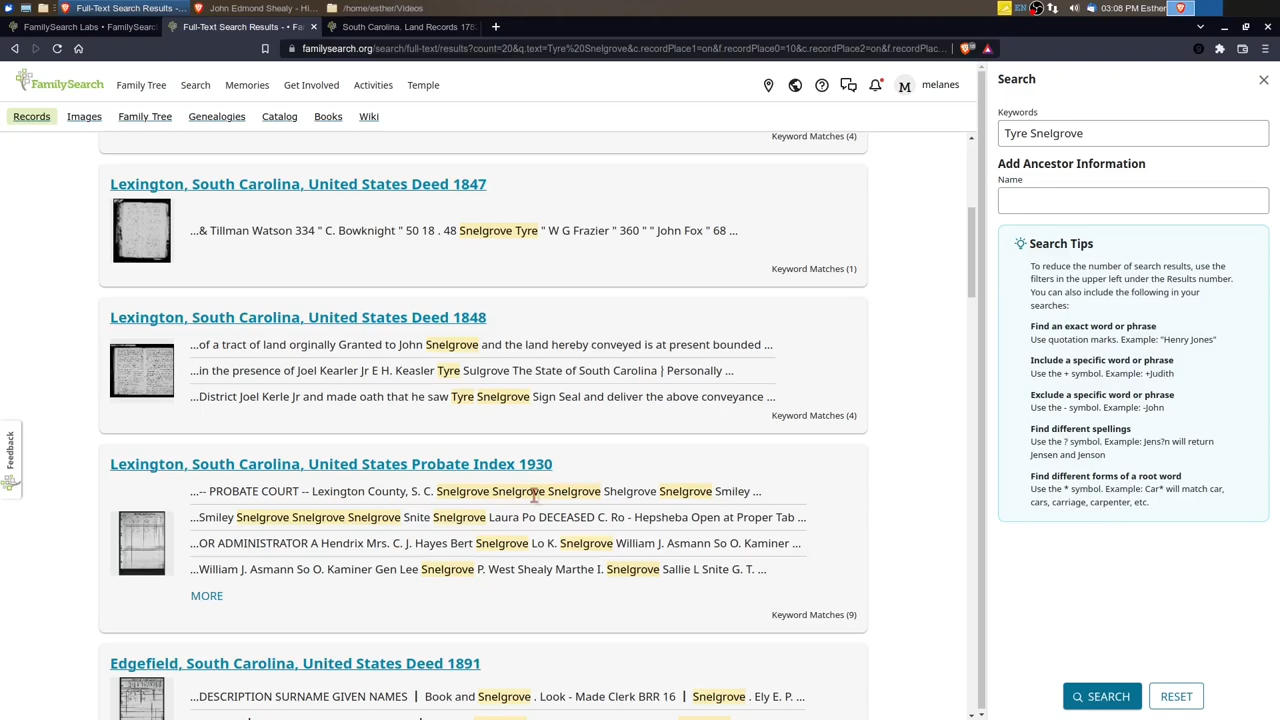 Full-Text Search Results -...
John Edmond Shealy - Hi...
/home/esther/Videos
EN
03:08 PM Esther
FamilySearch Labs • FamilySearc
Full-Text Search Results • • Fa
South Carolina. Land Records 178
familysearch.org/search/full-text/results?count=20&q.text=Tyre%20Snelgrove&c.recordPlace1=on&f.recordPlace0=10&c.recordPlace2=on&f.recordPlac...
FamilySearch
Family Tree
Search
Memories
Get Involved
Activities
Temple
M
melanes
Records
Images
Family Tree
Genealogies
Catalog
Books
Wiki
Keyword Matches (4)
Lexington, South Carolina, United States Deed 1847
...& Tillman Watson 334 " C. Bowknight " 50 18 . 48 Snelgrove Tyre " W G Frazier " 360 " " John Fox " 68 ...
Keyword Matches (1)
Lexington, South Carolina, United States Deed 1848
...of a tract of land orginally Granted to John Snelgrove and the land hereby conveyed is at present bounded ...
...in the presence of Joel Kearler Jr E H. Keasler Tyre Sulgrove The State of South Carolina | Personally ...
...District Joel Kerle Jr and made oath that he saw Tyre Snelgrove Sign Seal and deliver the above conveyance ...
Keyword Matches (4)
Lexington, South Carolina, United States Probate Index 1930
...-- PROBATE COURT -- Lexington County, S. C. Snelgrove Snelgrove Snelgrove Shelgrove Snelgrove Smiley ...
...Smiley Snelgrove Snelgrove Snelgrove Snite Snelgrove Laura Po DECEASED C. Ro - Hepsheba Open at Proper Tab ...
...OR ADMINISTRATOR A Hendrix Mrs. C. J. Hayes Bert Snelgrove Lo K. Snelgrove William J. Asmann So O. Kaminer ...
...William J. Asmann So O. Kaminer Gen Lee Snelgrove P. West Shealy Marthe I. Snelgrove Sallie L Snite G. T. ...
MORE
Keyword Matches (9)
Edgefield, South Carolina, United States Deed 1891
...DESCRIPTION SURNAME GIVEN NAMES | Book and Snelgrove . Look - Made Clerk BRR 16 | Snelgrove . Ely E. P. ...
Feedback
Search
Keywords
Tyre Snelgrove
Add Ancestor Information
Name
Search Tips
To reduce the number of search results, use the
filters in the upper left under the Results number.
You can also include the following in your
searches:
Find an exact word or phrase
Use quotation marks. Example: "Henry Jones"
Include a specific word or phrase
Use the + symbol. Example: +Judith
Exclude a specific word or phrase
Use the - symbol. Example: -John
Find different spellings
Use the ? symbol. Example: Jens?n will return
Jensen and Jenson
Find different forms of a root word
Use the * symbol. Example: Car* will match car,
cars, carriage, carpenter, etc.
SEARCH
RESET